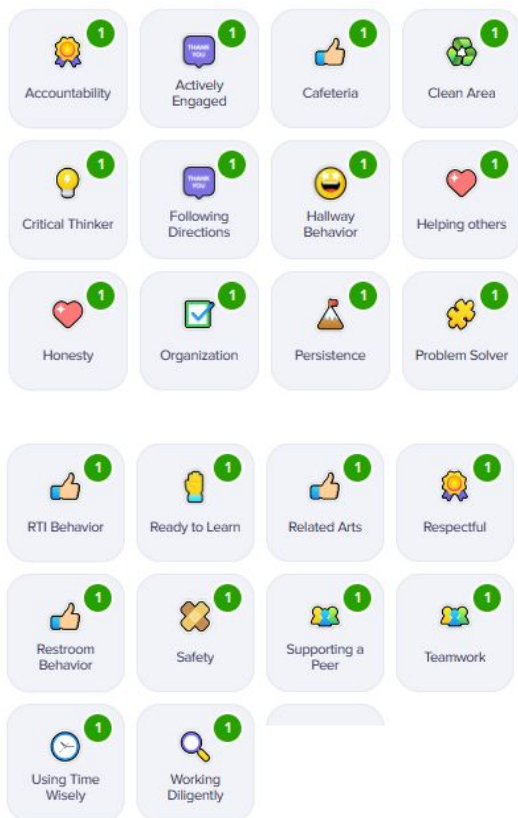 1 1 1 1
Accountability
THANK YOU
Actively
Engaged
Cafeteria
Clean Area
1 1 1 1
Critical Thinker
THANK YOU
Following
Directions
Hallway
Behavior
Helping others
1 1 1 1
Honesty
Organization
Persistence
Problem Solver
1 1 1 1
RTI Behavior
Ready to Learn
Related Arts
Respectful
1 1 1 1
Restroom
Behavior
Safety
Supporting a
Peer
Teamwork
1 1
Using Time
Wisely
Working
Diligently